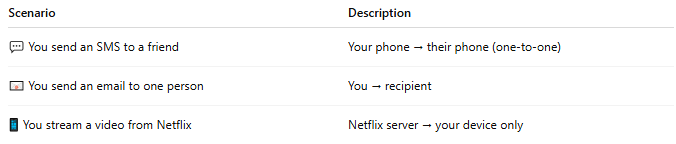 Scenario Description
💬 You send an SMS to a friend Your phone → their phone (one-to-one)
📧 You send an email to one person You → recipient
📱 You stream a video from Netflix Netflix server → your device only